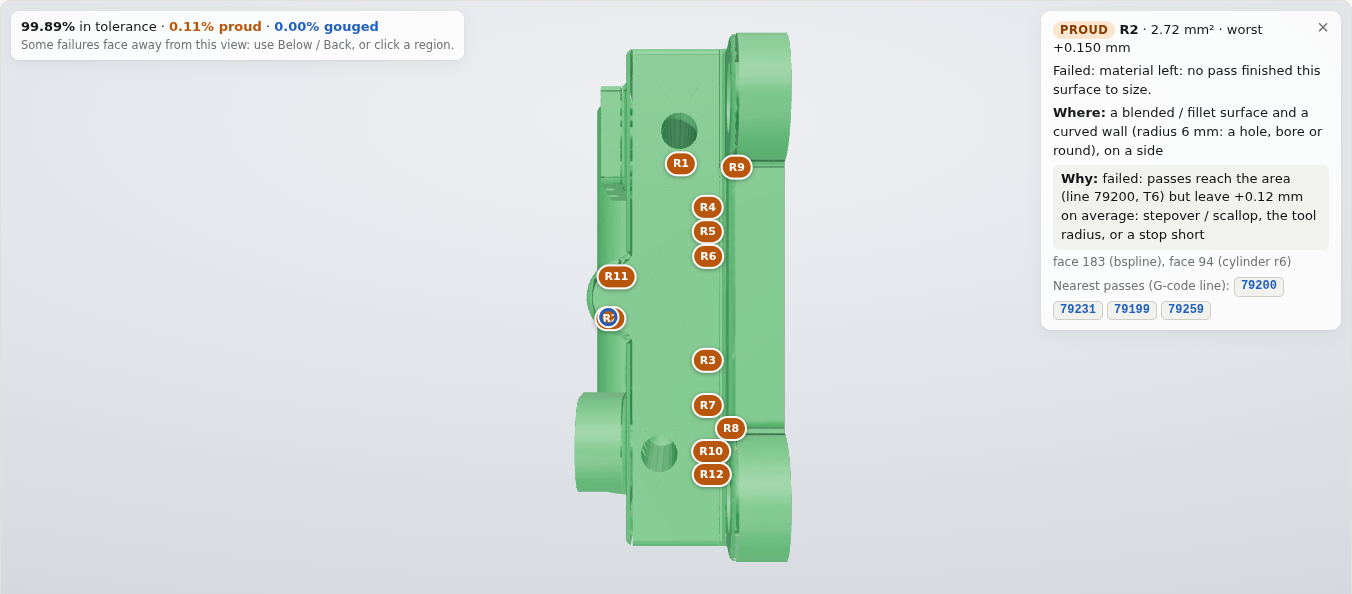 99.89% in tolerance · 0.11% proud · 0.00% gouged
Some failures face away from this view: use Below / Back, or click a region.
PROUD R2 · 2.72 mm² · worst
+0.150 mm
×
Failed: material left: no pass finished this
surface to size.
Where: a blended / fillet surface and a
curved wall (radius 6 mm: a hole, bore or
round), on a side
Why: failed: passes reach the area
(line 79200, T6) but leave +0.12 mm
on average: stepover / scallop, the tool
radius, or a stop short
face 183 (bspline), face 94 (cylinder r6)
Nearest passes (G-code line): 79200
79231 79199 79259
R1
R9
R4
R5
R6
R11
R3
R7
R8
R10
R12